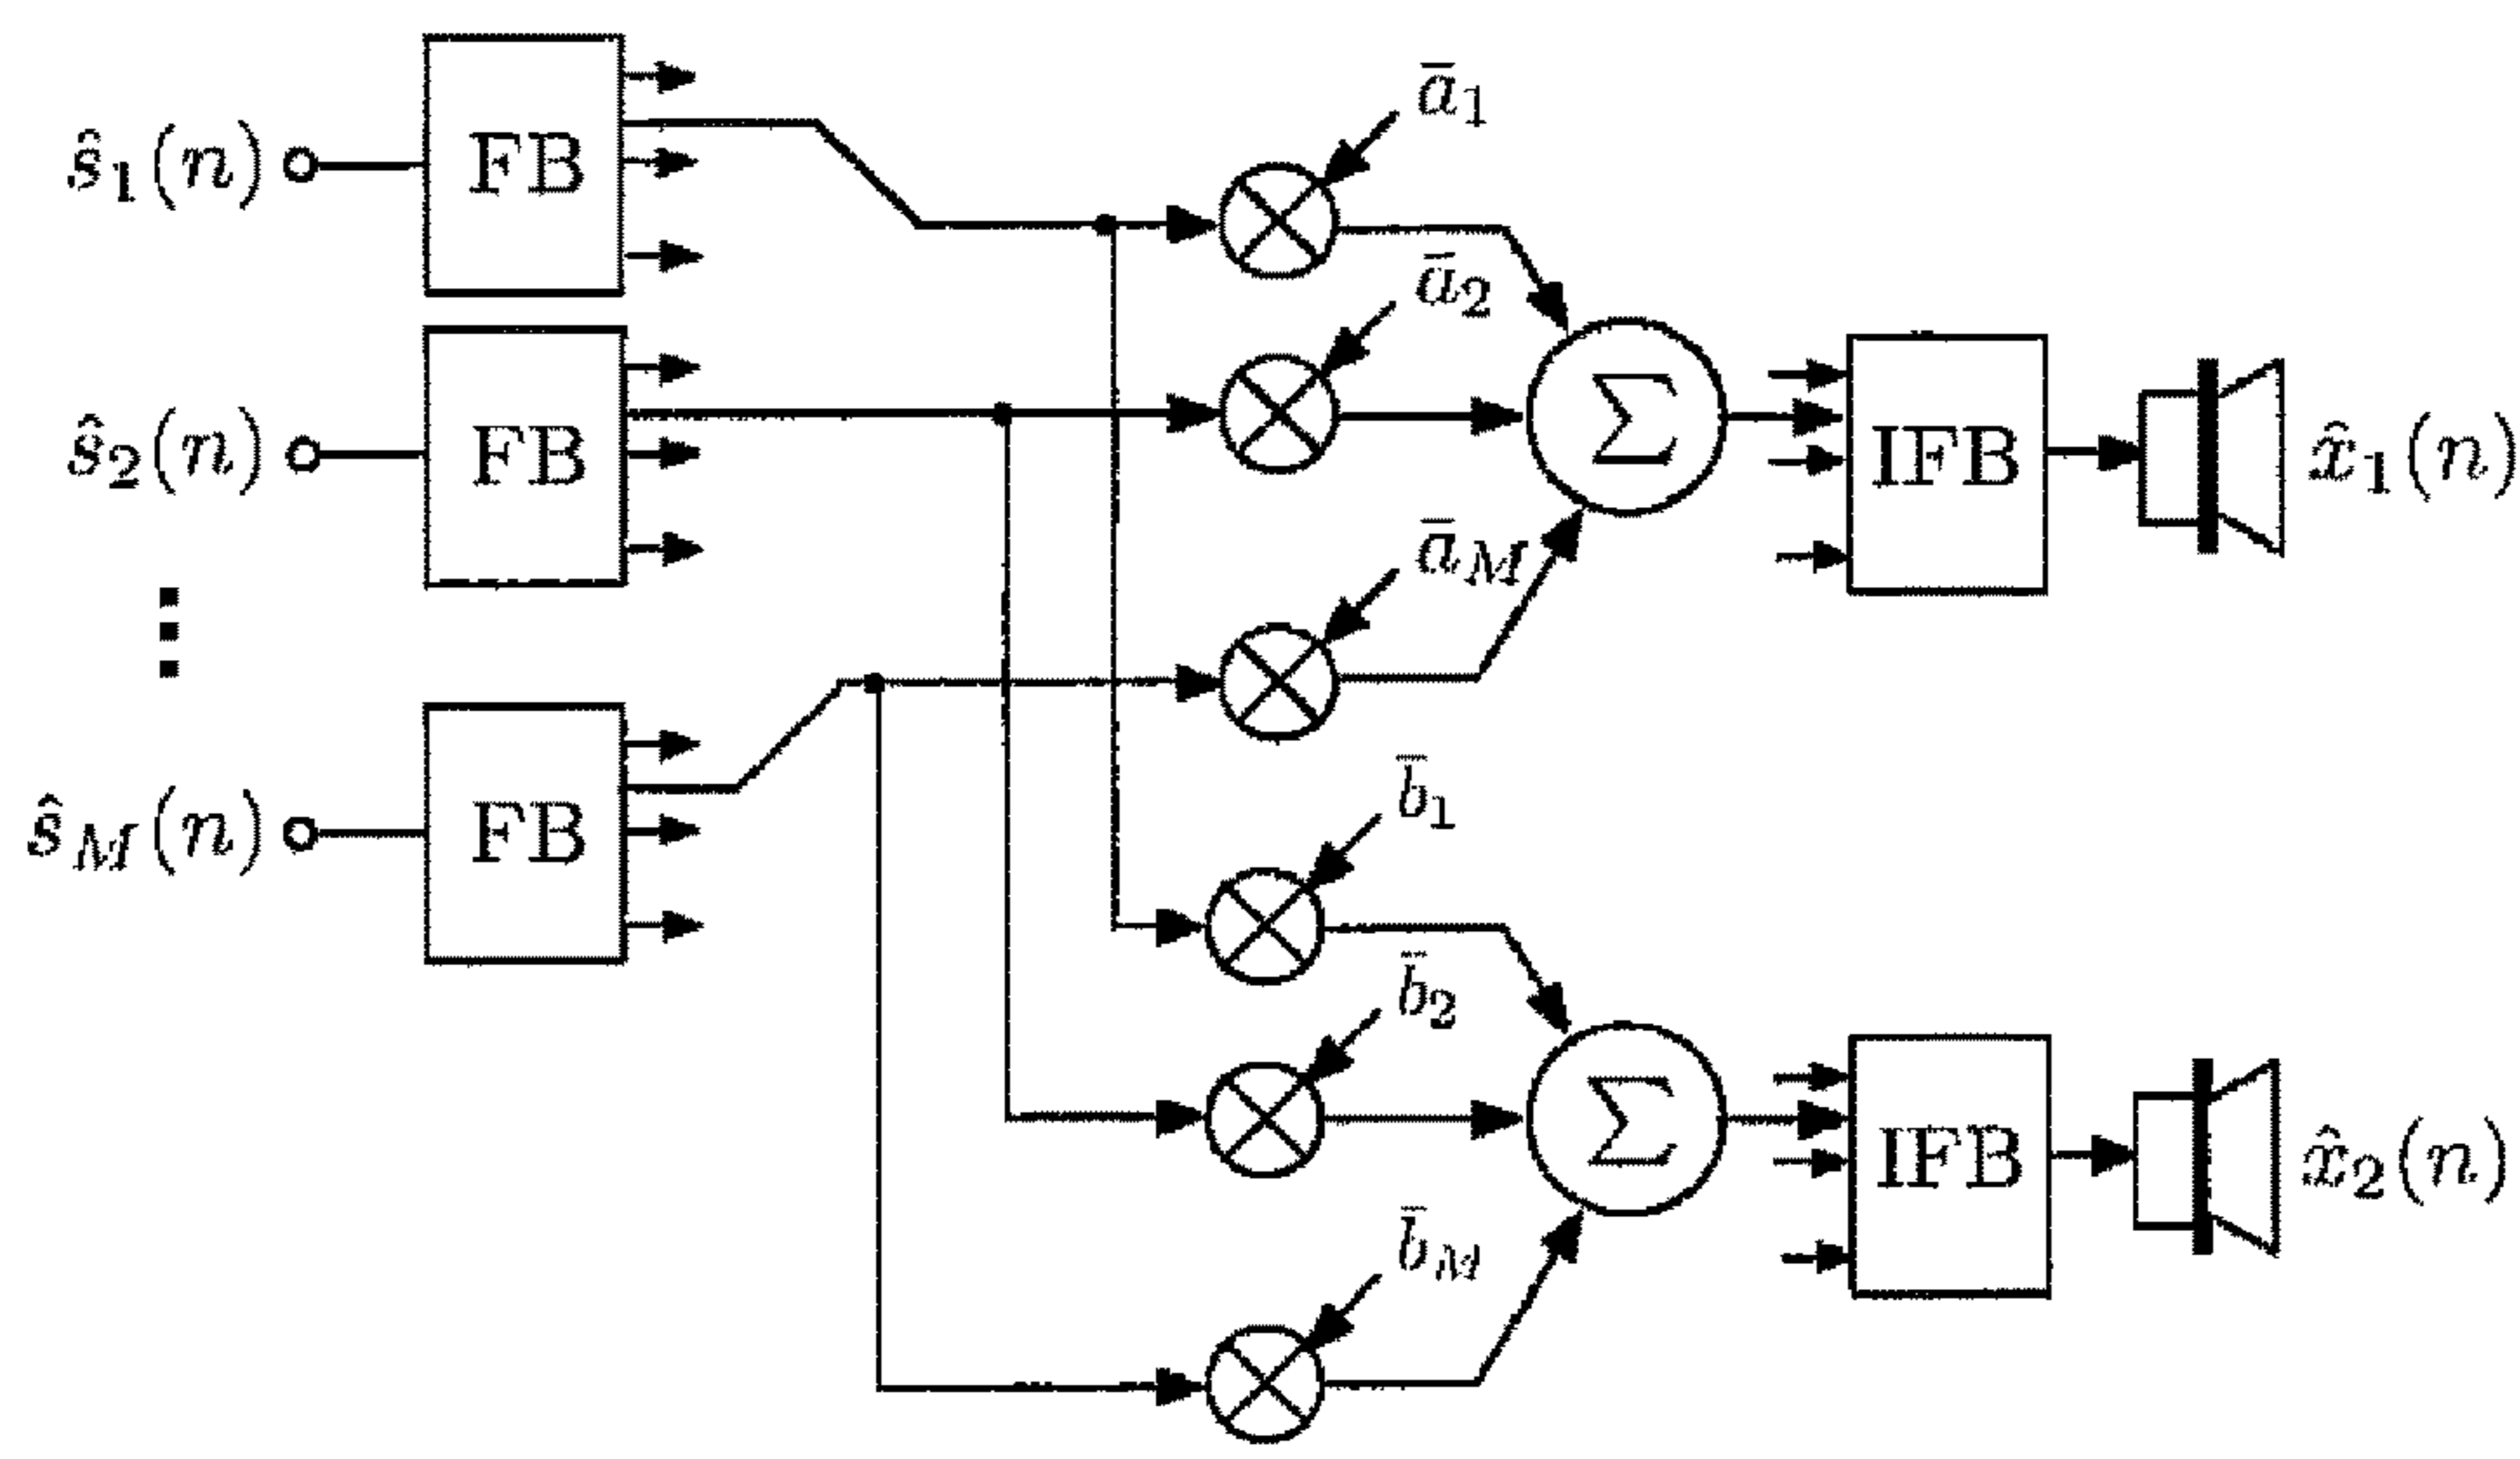 ŝ1(n)
FB
ā1
ā2
Σ
ŝ2(n)
FB
āM
IFB
x̂1(n)
ŝM(n)
FB
b̄1
b̄2
Σ
IFB
x̂2(n)
b̄M